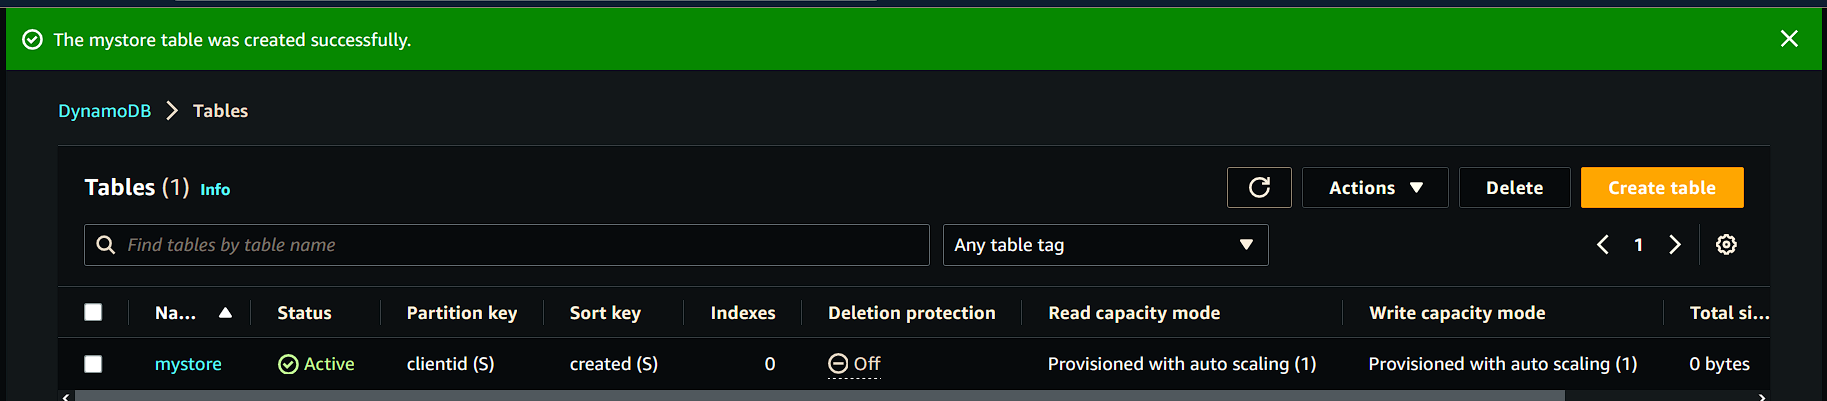 The mystore table was created successfully.
DynamoDB Tables
Tables (1) Info
Actions Delete Create table
Find tables by table name Any table tag 1
Na... Status Partition key Sort key Indexes Deletion protection Read capacity mode Write capacity mode Total si...
mystore Active clientid (S) created (S) 0 Off Provisioned with auto scaling (1) Provisioned with auto scaling (1) 0 bytes